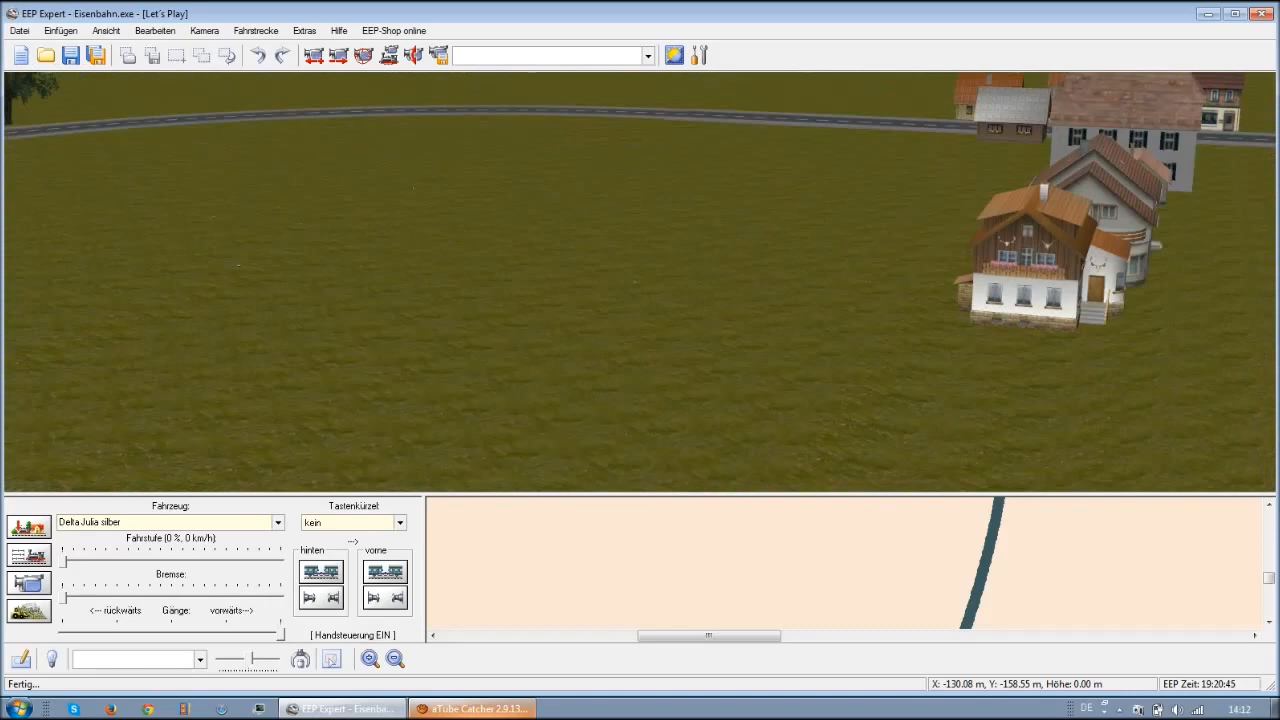 EEP Expert - Eisenbahn.exe - [Let´s Play]
Datei Einfügen Ansicht Bearbeiten Kamera Fahrstrecke Extras Hilfe EEP-Shop online
Fahrzeug: Tastenkürzel:
Delta Julia silber kein
Fahrstufe (0 %, 0 km/h)
-->
hinten vorne
Bremse:
<--- rückwärts Gänge: vorwärts--->
[ Handsteuerung EIN ]
Fertig... X: -130.08 m, Y: -158.55 m, Höhe: 0.00 m EEP Zeit: 19:20:45
EEP Expert - Eisenba... aTube Catcher 2.9.13... DE 14:12